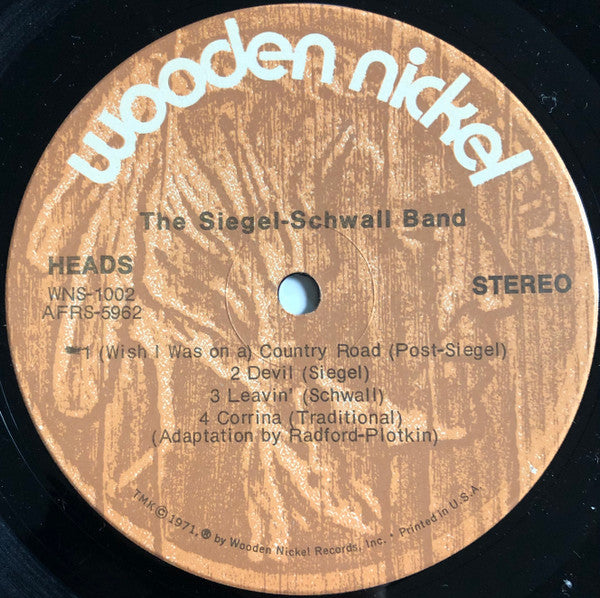 wooden nickel
The Siegel-Schwall Band
HEADS
STEREO
WNS-1002
AFRS-5962
1 (Wish I Was on a) Country Road (Post-Siegel)
2 Devil (Siegel)
3 Leavin' (Schwall)
4 Corrina (Traditional)
(Adaptation by Radford-Plotkin)
TMK © 1971, ® by Wooden Nickel Records, Inc. • Printed in U.S.A.